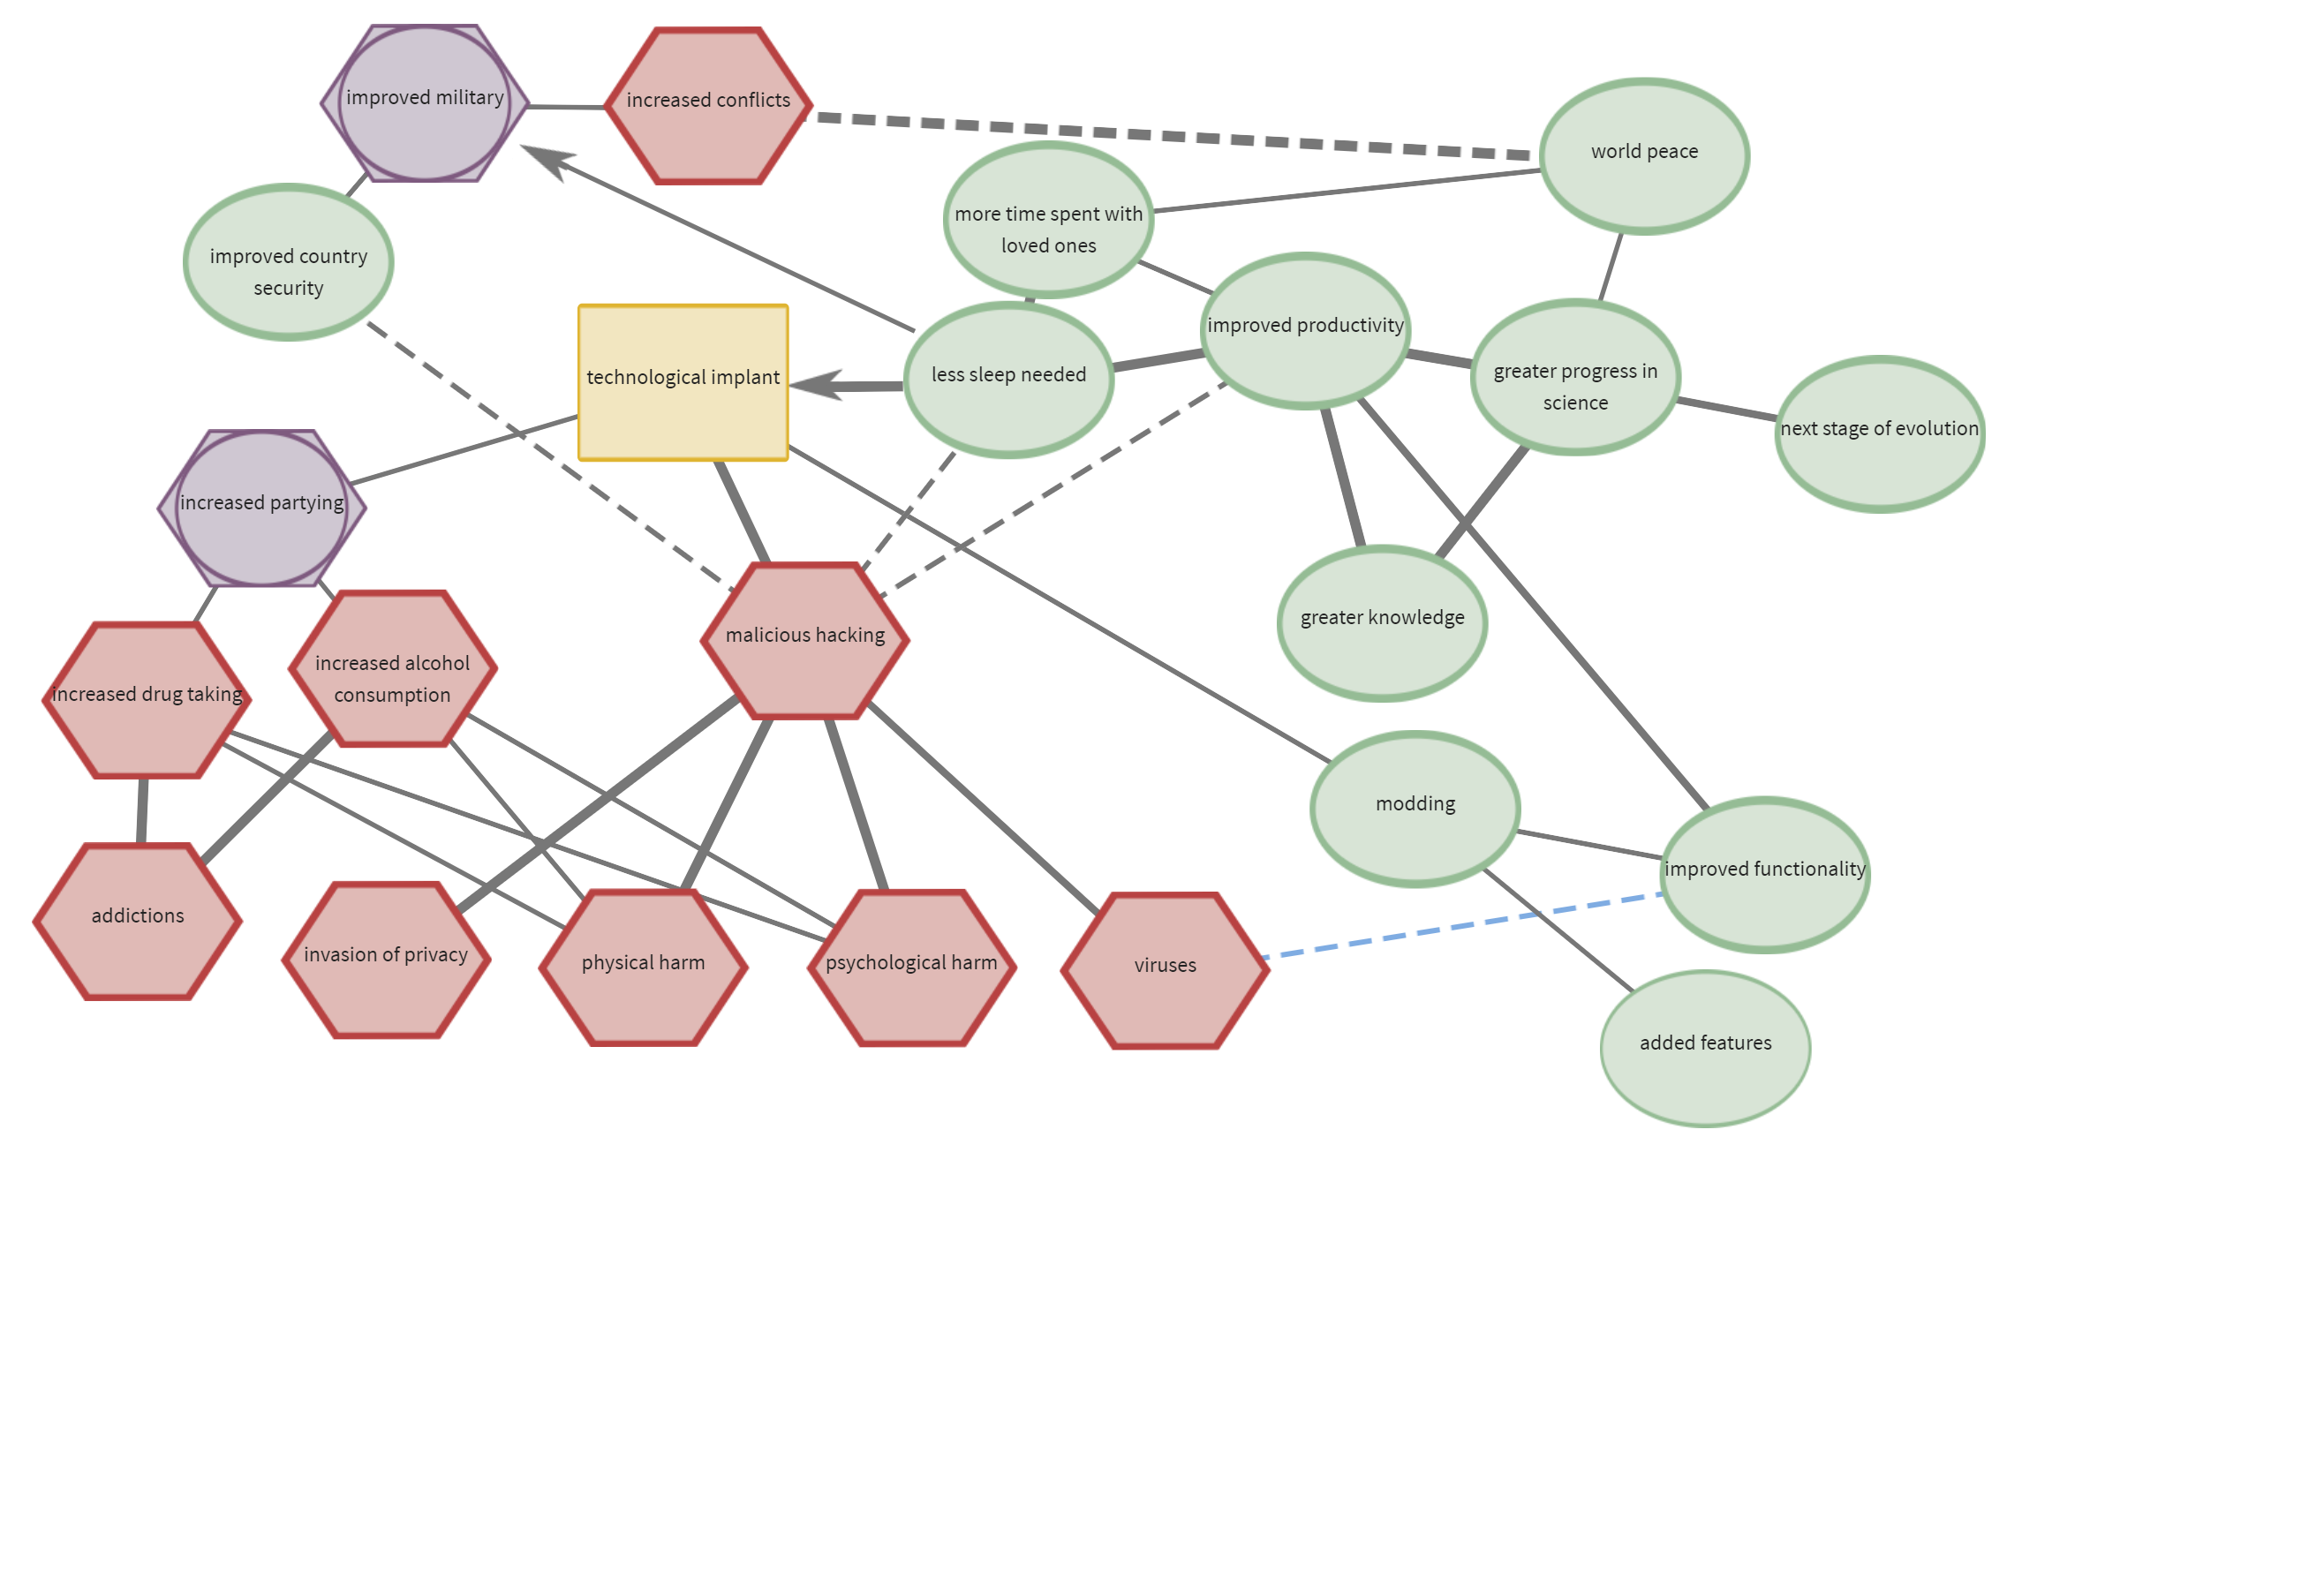 improved military
increased conflicts
world peace
more time spent with
loved ones
improved country
security
improved productivity
technological implant
less sleep needed
greater progress in
science
next stage of evolution
increased partying
greater knowledge
malicious hacking
increased alcohol
consumption
increased drug taking
modding
improved functionality
addictions
invasion of privacy
physical harm
psychological harm
viruses
added features